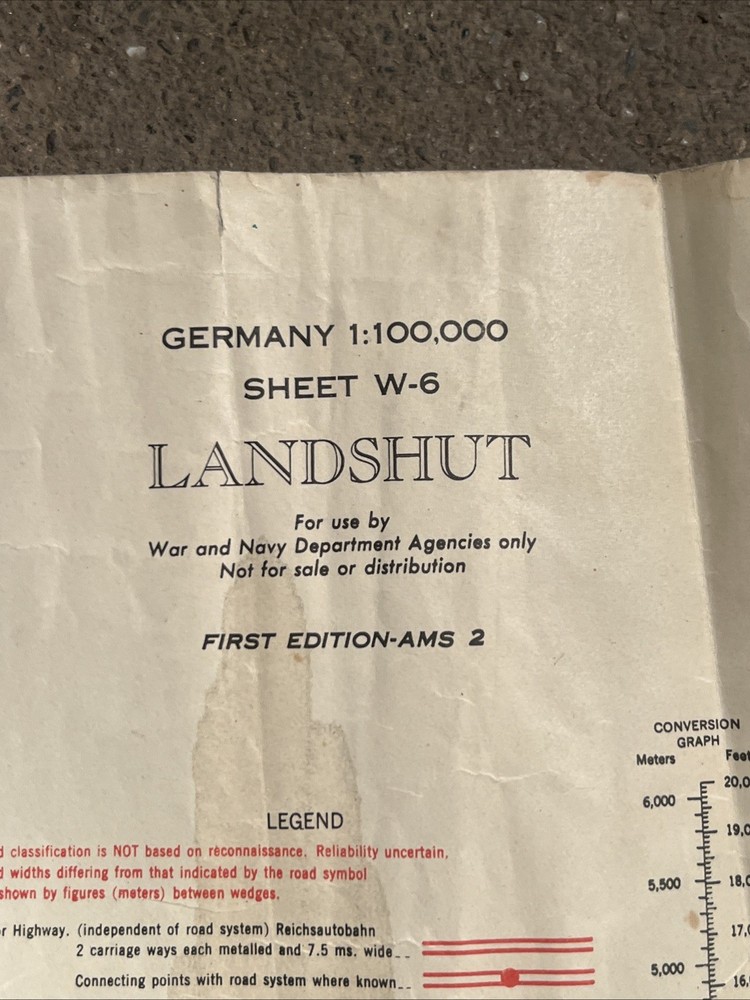 GERMANY 1:100,000
SHEET W-6
LANDSHUT
For use by
War and Navy Department Agencies only
Not for sale or distribution
FIRST EDITION-AMS 2
LEGEND
classification is NOT based on reconnaissance. Reliability uncertain,
widths differing from that indicated by the road symbol
shown by figures (meters) between wedges.
Highway. (independent of road system) Reichsautobahn
2 carriage ways each metalled and 7.5 ms. wide__
Connecting points with road system where known__
CONVERSION
GRAPH
Meters
6,000
5,500
5,000